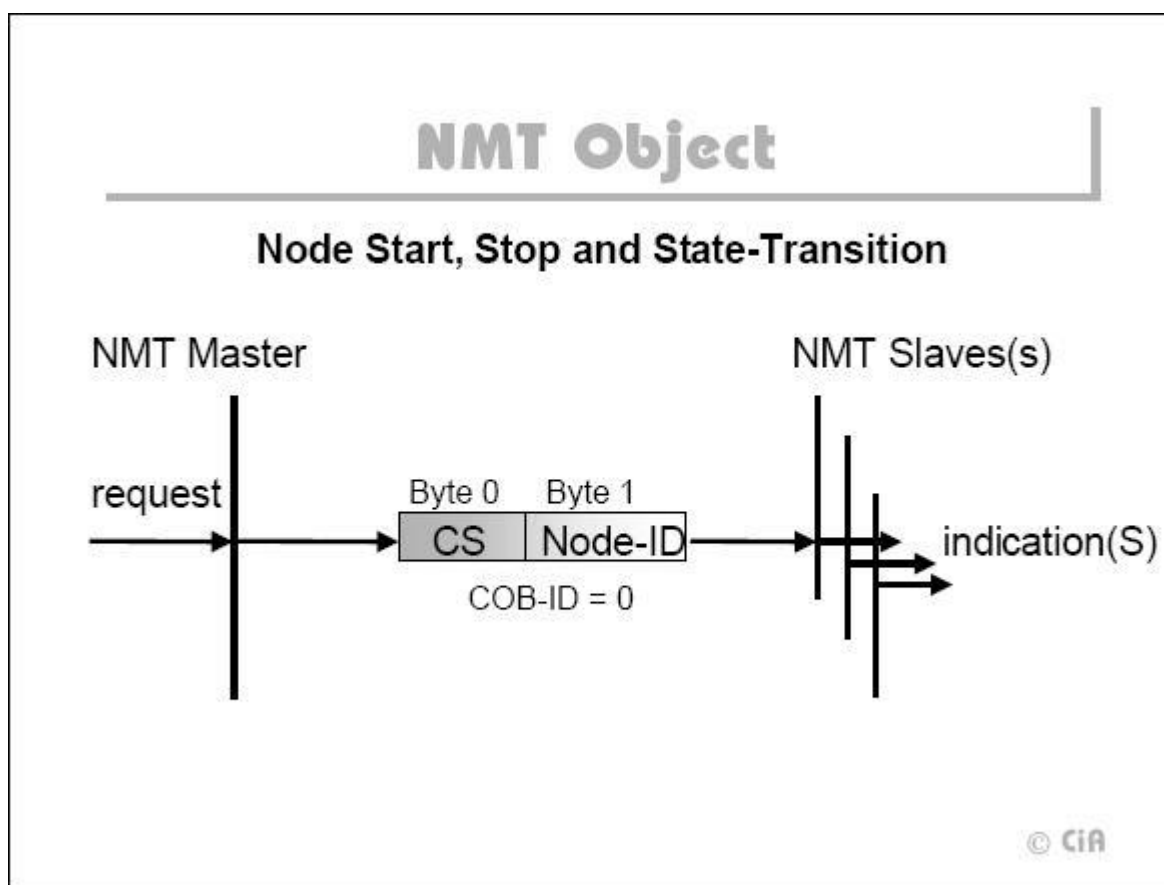 NMT Object
Node Start, Stop and State-Transition
NMT Master
NMT Slaves(s)
request
Byte 0
Byte 1
CS
Node-ID
indication(S)
COB-ID = 0
© CiA